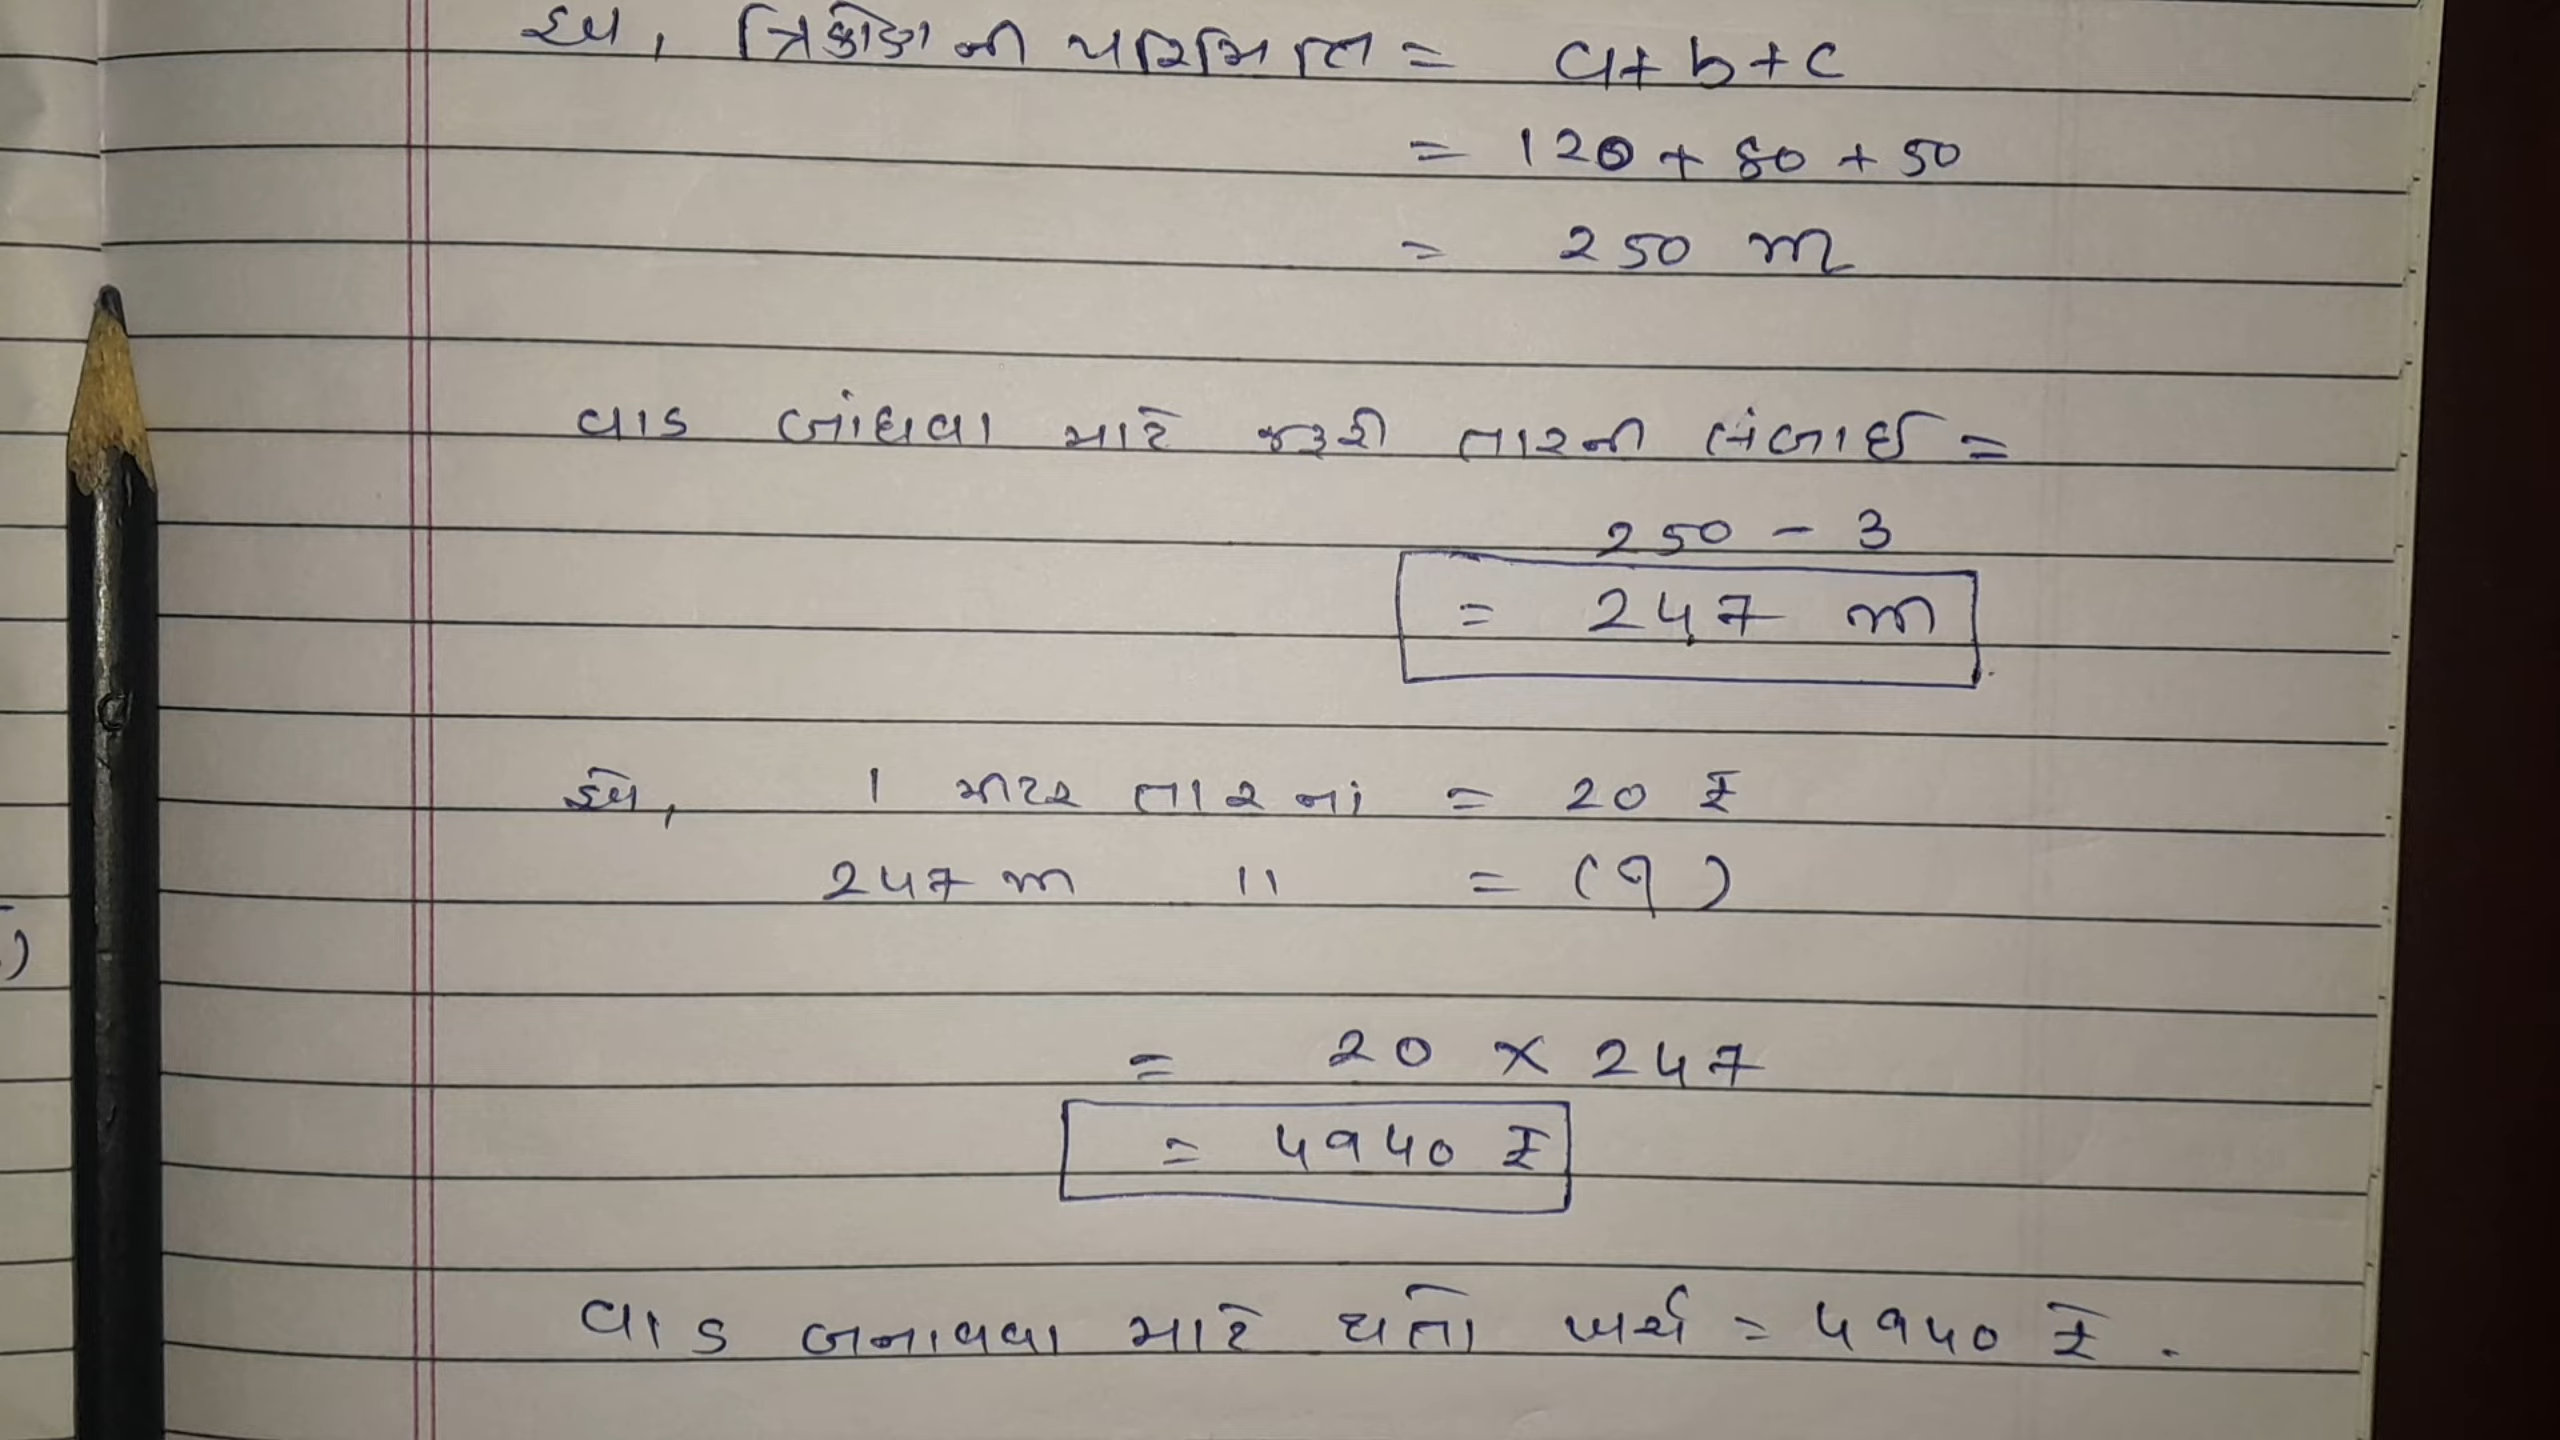 હવે, ત્રિકોણની પરિમિતિ = a + b + c
= 120 + 80 + 50
= 250 m
વાડ બાંધવા માટે જરૂરી તારની લંબાઈ =
250 - 3
= 247 m
હવે, 1 મીટર તારનાં = 20 ₹
247 m 11 = (?)
= 20 x 247
= 4940 ₹
વાડ બનાવવા માટે થતો ખર્ચ = 4940 ₹.
)